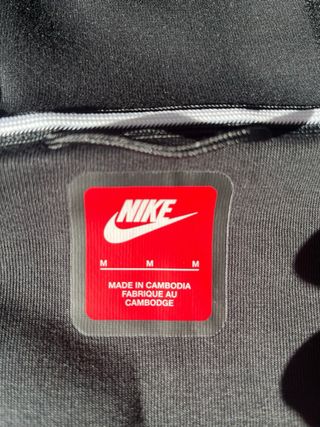 NIKE
M M M
MADE IN CAMBODIA
FABRIQUE AU
CAMBODGE